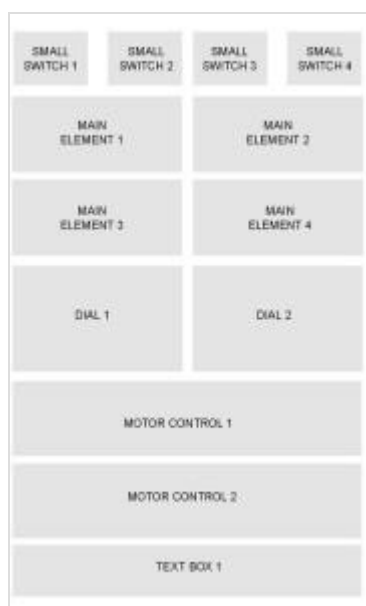 SMALL
SWITCH 1
SMALL
SWITCH 2
SMALL
SWITCH 3
SMALL
SWITCH 4
MAIN
ELEMENT 1
MAIN
ELEMENT 2
MAIN
ELEMENT 3
MAIN
ELEMENT 4
DIAL 1
DIAL 2
MOTOR CONTROL 1
MOTOR CONTROL 2
TEXT BOX 1